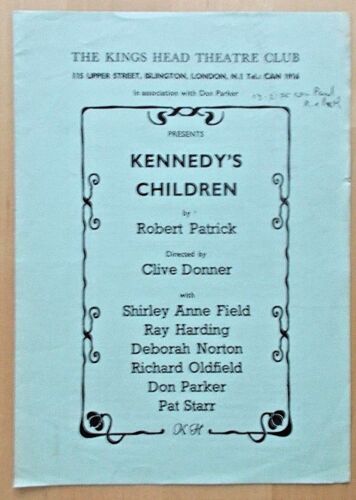 THE KINGS HEAD THEATRE CLUB
115 UPPER STREET, ISLINGTON, LONDON, N.1 Tel: CAN 1916
in association with Don Parker
PRESENTS
KENNEDY'S
CHILDREN
by
Robert Patrick
Directed by
Clive Donner
with
Shirley Anne Field
Ray Harding
Deborah Norton
Richard Oldfield
Don Parker
Pat Starr
KH